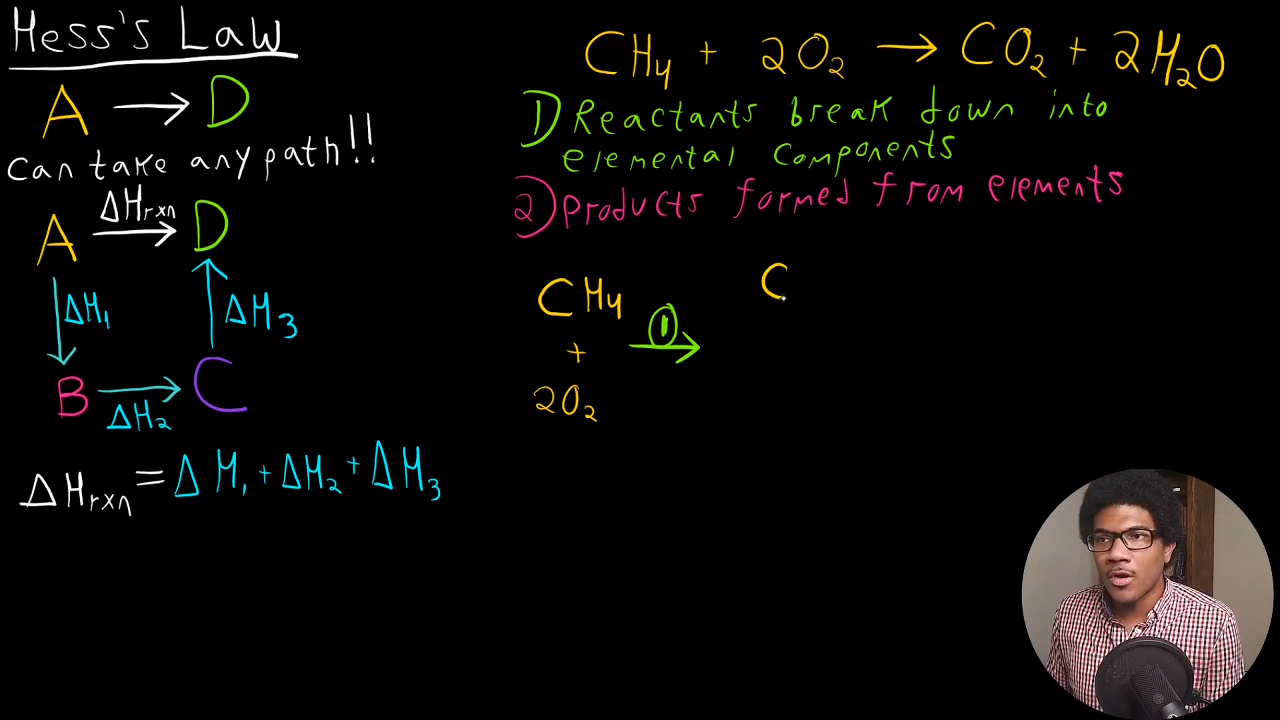 Hess's Law
A → D
can take any path!!
ΔHrxn
A → D
ΔH₁
ΔH₃
B → C
ΔH₂
ΔHrxn = ΔH₁ + ΔH₂ + ΔH₃
CH₄ + 2O₂ → CO₂ + 2H₂O
1) Reactants break down into
elemental components
2) products formed from elements
CH₄
+
2O₂
1
C